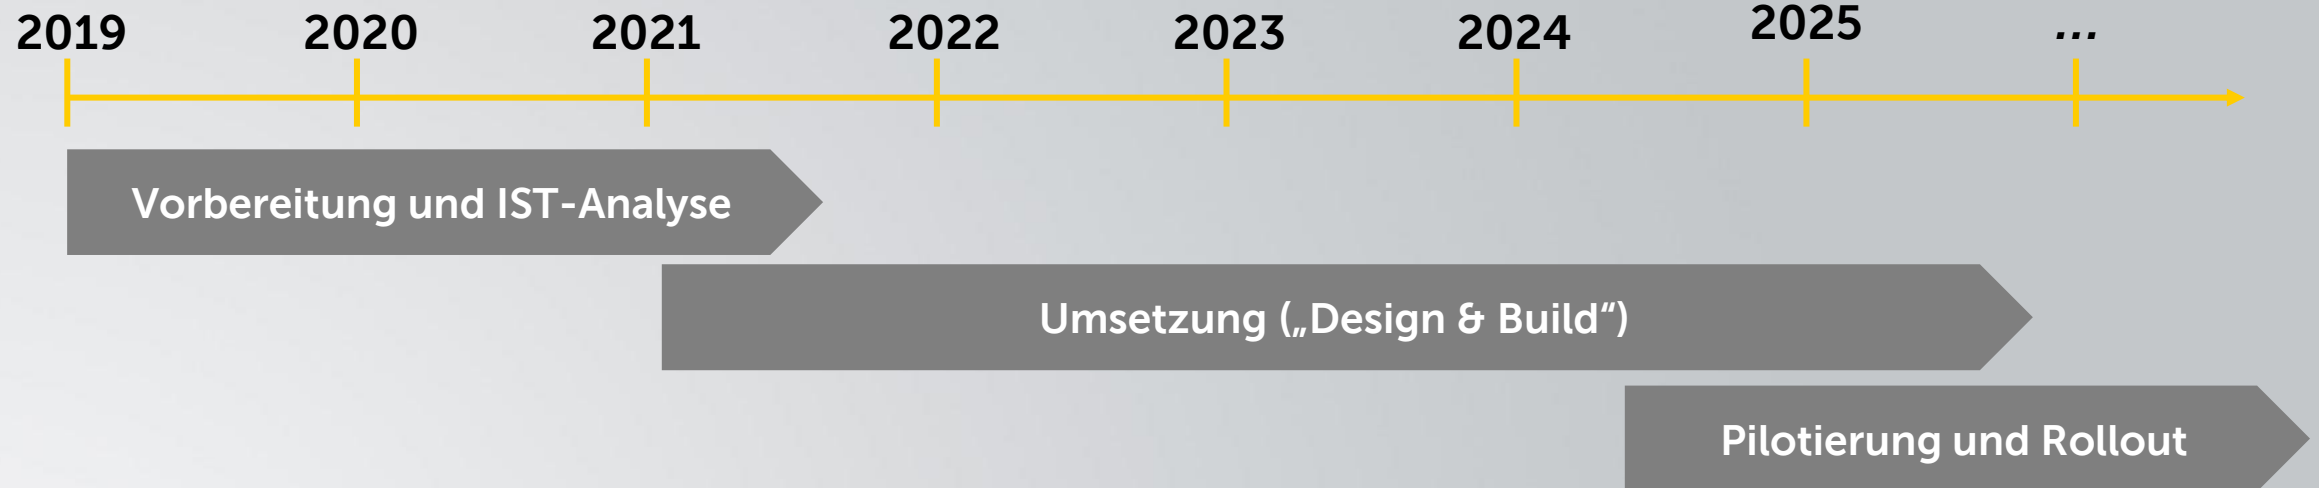 2019 2020 2021 2022 2023 2024 2025 ...
Vorbereitung und IST-Analyse
Umsetzung („Design & Build“)
Pilotierung und Rollout